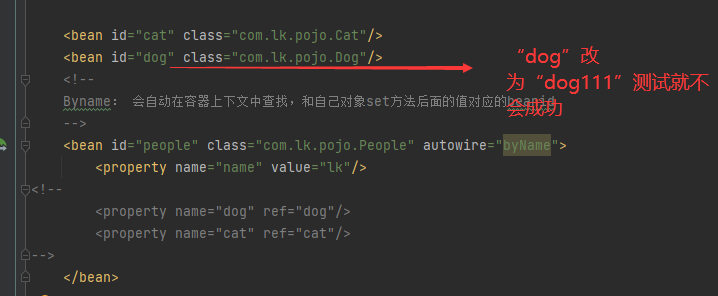 <bean id="cat" class="com.lk.pojo.Cat"/>
<bean id="dog" class="com.lk.pojo.Dog"/>
“dog”改
为“dog111”测试就不
会成功
<!--
Byname: 会自动在容器上下文中查找，和自己对象set方法后面的值对应的beanid
-->
<bean id="people" class="com.lk.pojo.People" autowire="byName">
<property name="name" value="lk"/>
<!--
<property name="dog" ref="dog"/>
<property name="cat" ref="cat"/>
-->
</bean>